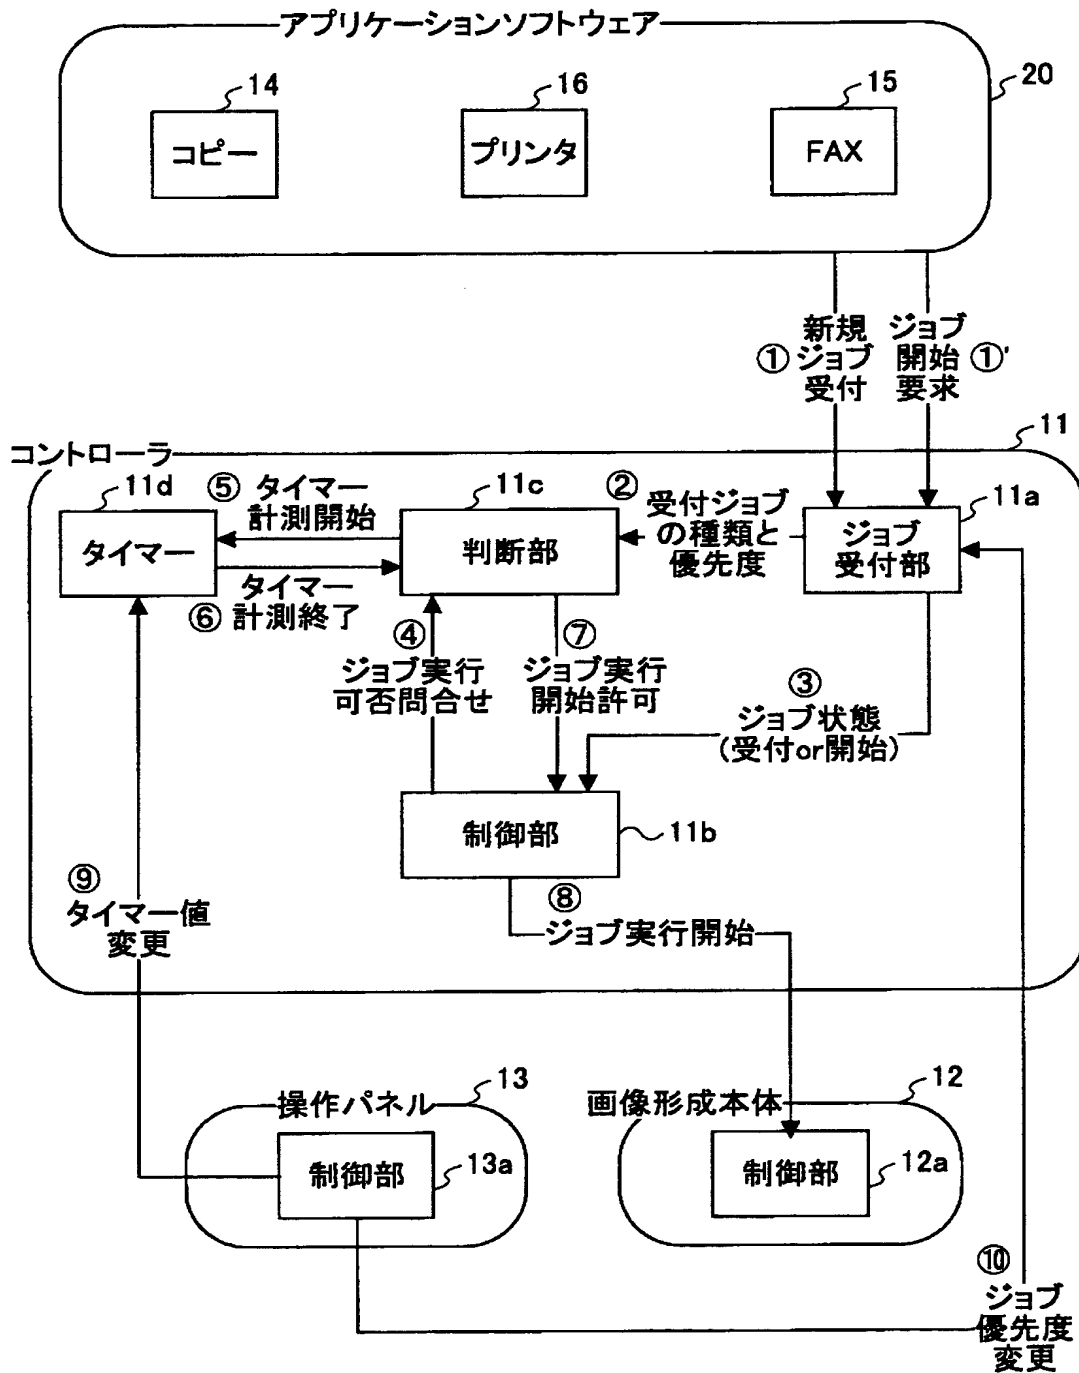 アプリケーションソフトウェア
20
14
コピー
16
プリンタ
15
FAX
①
新規
ジョブ
受付
ジョブ
開始
要求
①'
コントローラ
11
11d
タイマー
⑤
タイマー
計測開始
⑥
タイマー
計測終了
11c
判断部
②
受付ジョブ
の種類と
優先度
11a
ジョブ
受付部
④
ジョブ実行
可否問合せ
⑦
ジョブ実行
開始許可
③
ジョブ状態
(受付or開始)
制御部
11b
⑧
ジョブ実行開始
⑨
タイマー値
変更
操作パネル
13
制御部
13a
画像形成本体
12
制御部
12a
⑩
ジョブ
優先度
変更